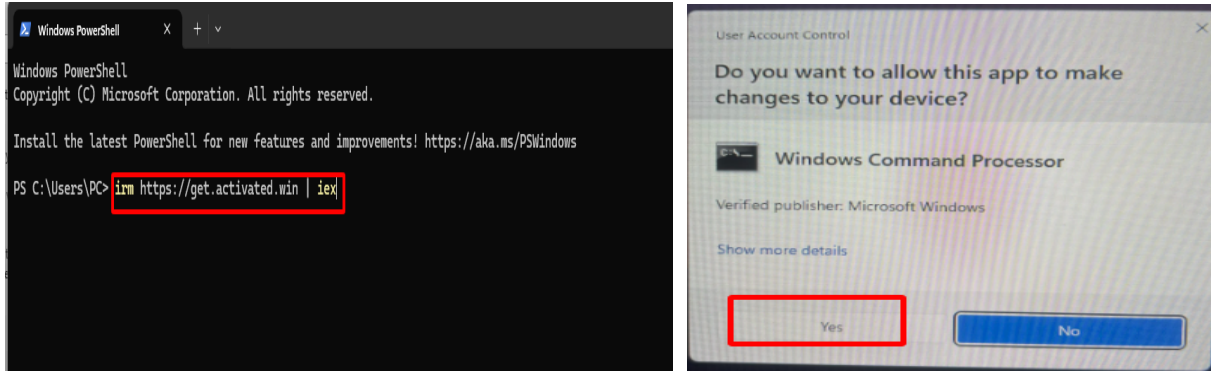 Windows PowerShell
Windows PowerShell
Copyright (C) Microsoft Corporation. All rights reserved.
Install the latest PowerShell for new features and improvements! https://aka.ms/PSWindows
PS C:\Users\PC> irm https://get.activated.win | iex
User Account Control
Do you want to allow this app to make
changes to your device?
C:\_
Windows Command Processor
Verified publisher: Microsoft Windows
Show more details
Yes
No